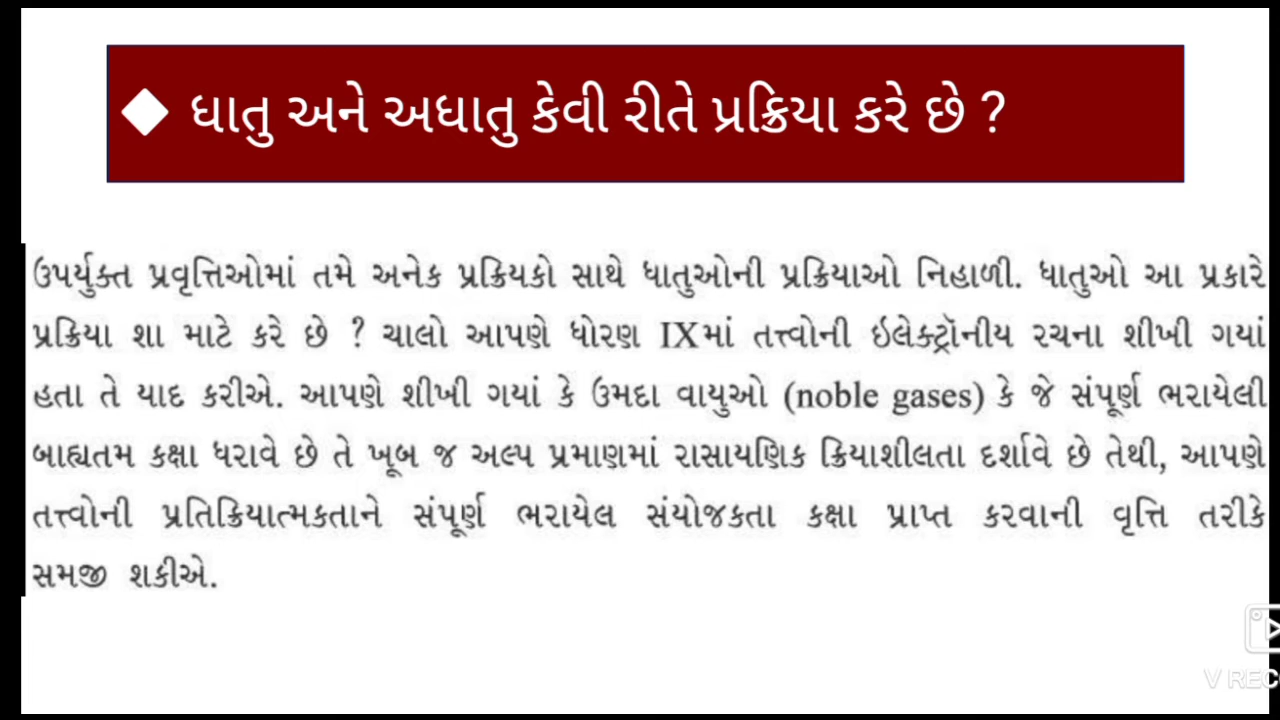 ◆ ધાતુ અને અધાતુ કેવી રીતે પ્રક્રિયા કરે છે ?
ઉપર્યુક્ત પ્રવૃત્તિઓમાં તમે અનેક પ્રક્રિયકો સાથે ધાતુઓની પ્રક્રિયાઓ નિહાળી. ધાતુઓ આ પ્રકારે
પ્રક્રિયા શા માટે કરે છે ? ચાલો આપણે ધોરણ IXમાં તત્ત્વોની ઇલેક્ટ્રૉનીય રચના શીખી ગયાં
હતા તે યાદ કરીએ. આપણે શીખી ગયાં કે ઉમદા વાયુઓ (noble gases) કે જે સંપૂર્ણ ભરાયેલી
બાહ્યતમ કક્ષા ધરાવે છે તે ખૂબ જ અલ્પ પ્રમાણમાં રાસાયણિક ક્રિયાશીલતા દર્શાવે છે તેથી, આપણે
તત્ત્વોની પ્રતિક્રિયાત્મકતાને સંપૂર્ણ ભરાયેલ સંયોજકતા કક્ષા પ્રાપ્ત કરવાની વૃત્તિ તરીકે
સમજી શકીએ.
V REC